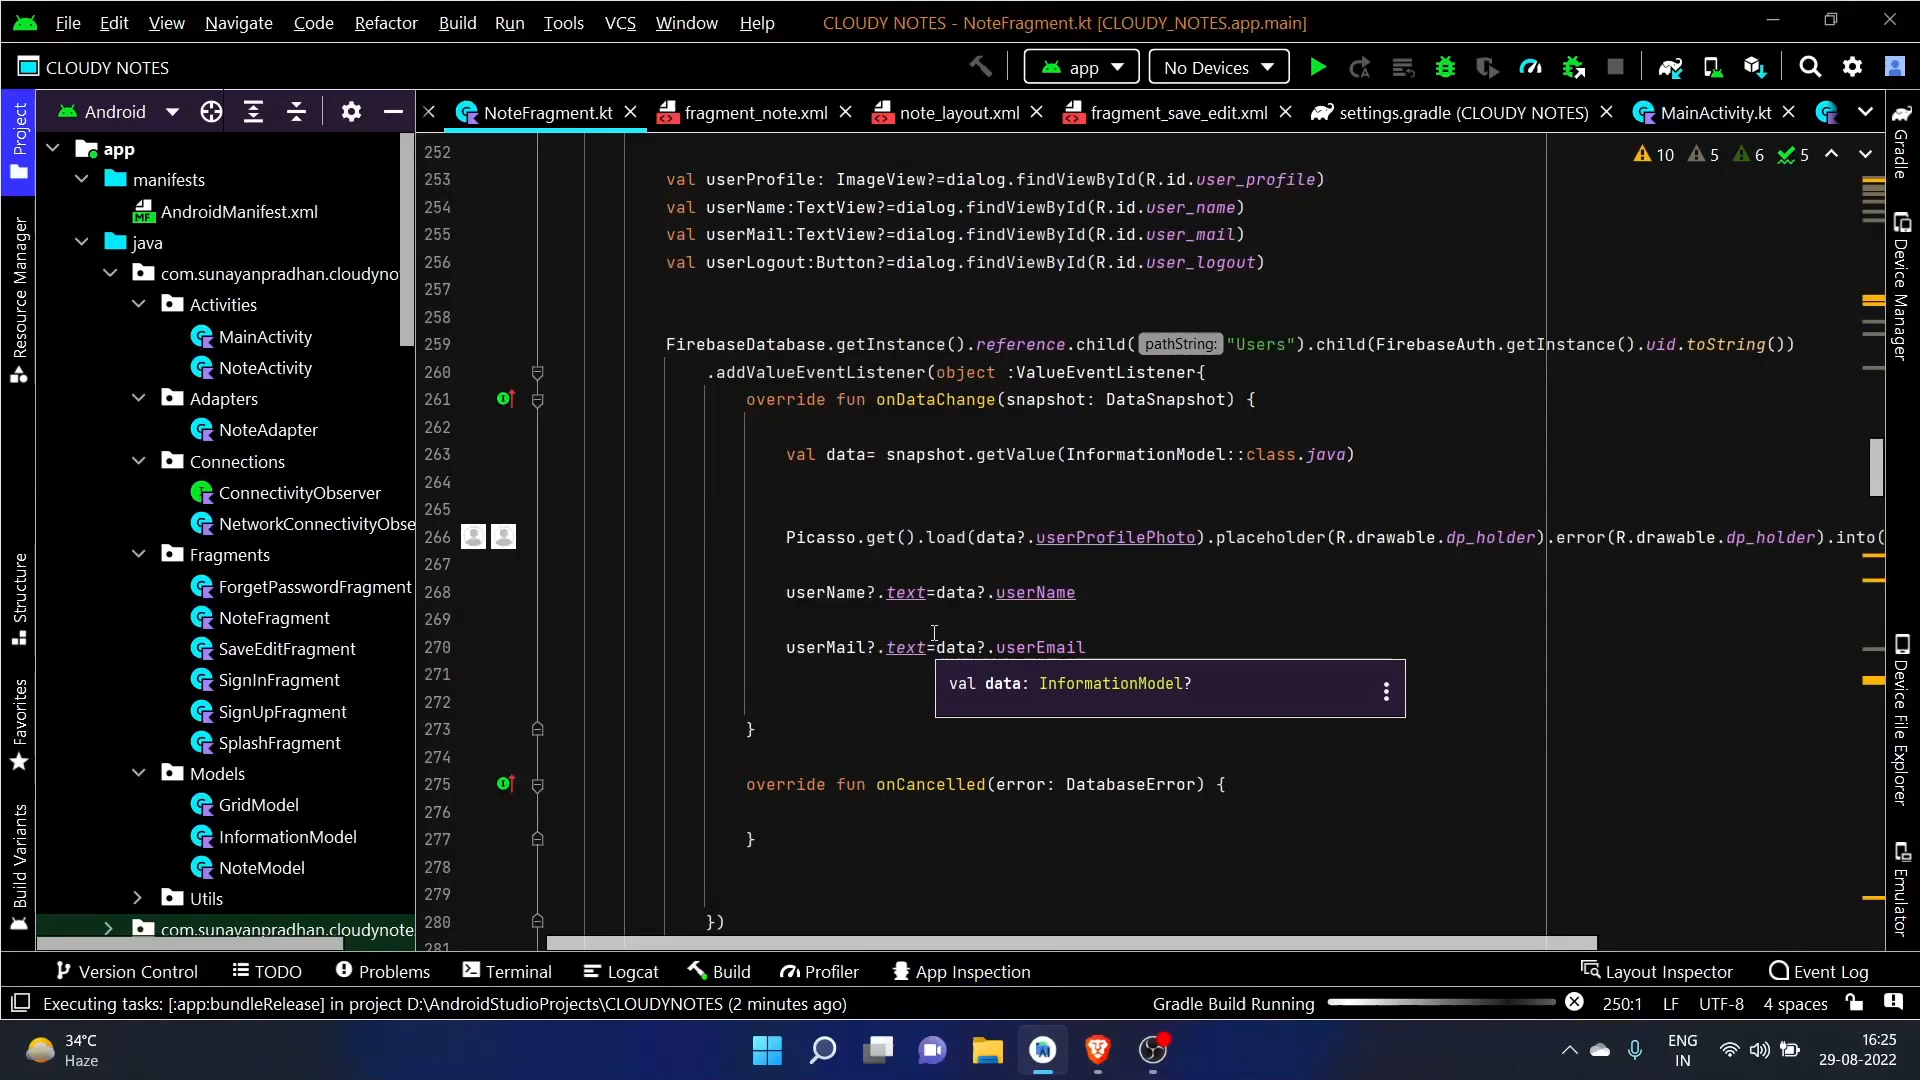 File Edit View Navigate Code Refactor Build Run Tools VCS Window Help CLOUDY NOTES - NoteFragment.kt [CLOUDY_NOTES.app.main]
CLOUDY NOTES app No Devices
Android NoteFragment.kt fragment_note.xml note_layout.xml fragment_save_edit.xml settings.gradle (CLOUDY NOTES) MainActivity.kt
10 5 6 5
Project
Resource Manager
Structure
Favorites
Build Variants
app
manifests
AndroidManifest.xml
java
com.sunayanpradhan.cloudyno
Activities
MainActivity
NoteActivity
Adapters
NoteAdapter
Connections
ConnectivityObserver
NetworkConnectivityObse
Fragments
ForgetPasswordFragment
NoteFragment
SaveEditFragment
SignInFragment
SignUpFragment
SplashFragment
Models
GridModel
InformationModel
NoteModel
Utils
com.sunayanpradhan.cloudynote
252
253 val userProfile: ImageView?=dialog.findViewById(R.id.user_profile)
254 val userName:TextView?=dialog.findViewById(R.id.user_name)
255 val userMail:TextView?=dialog.findViewById(R.id.user_mail)
256 val userLogout:Button?=dialog.findViewById(R.id.user_logout)
257
258
259 FirebaseDatabase.getInstance().reference.child( pathString: "Users").child(FirebaseAuth.getInstance().uid.toString())
260 .addValueEventListener(object :ValueEventListener{
261 override fun onDataChange(snapshot: DataSnapshot) {
262
263 val data= snapshot.getValue(InformationModel::class.java)
264
265
266 Picasso.get().load(data?.userProfilePhoto).placeholder(R.drawable.dp_holder).error(R.drawable.dp_holder).into(
267
268 userName?.text=data?.userName
269
270 userMail?.text=data?.userEmail
271 val data: InformationModel?
272
273 }
274
275 override fun onCancelled(error: DatabaseError) {
276
277 }
278
279
280 })
281
Gradle
Device Manager
Device File Explorer
Emulator
Version Control TODO Problems Terminal Logcat Build Profiler App Inspection Layout Inspector Event Log
Executing tasks: [:app:bundleRelease] in project D:\AndroidStudioProjects\CLOUDYNOTES (2 minutes ago) Gradle Build Running 250:1 LF UTF-8 4 spaces
34°C
Haze
ENG
IN
16:25
29-08-2022